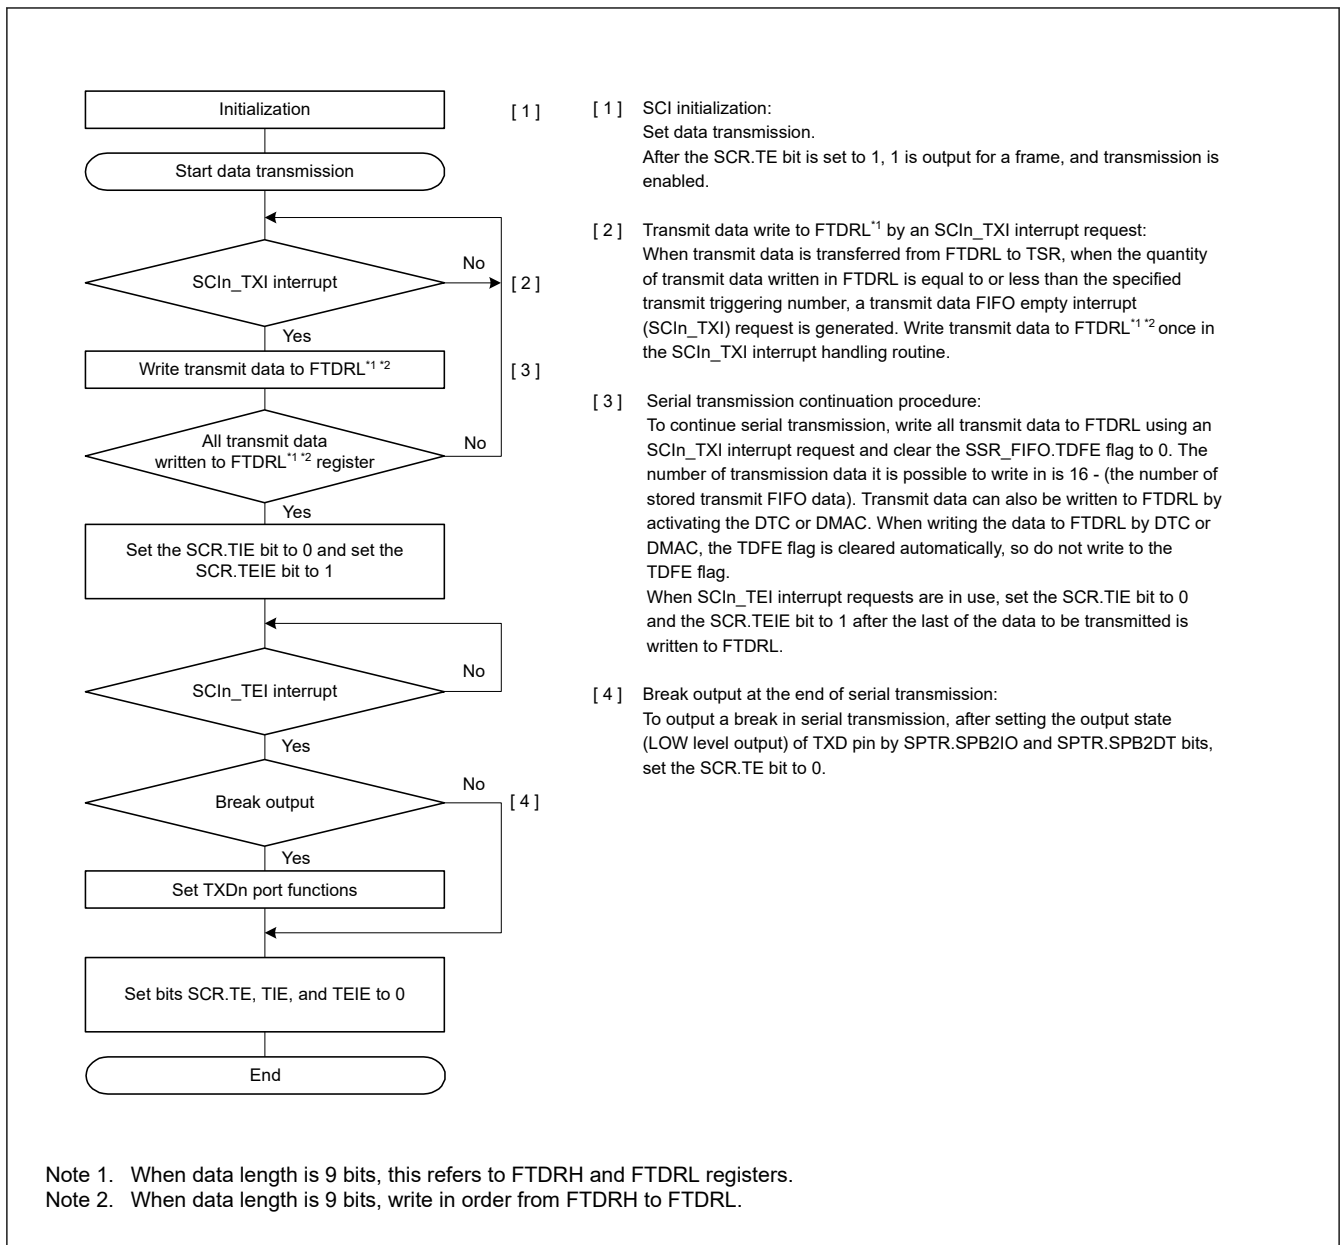 Initialization
[ 1 ]
Start data transmission
SCIn_TXI interrupt
No
[ 2 ]
Yes
Write transmit data to FTDRL*1 *2
[ 3 ]
All transmit data
written to FTDRL*1 *2 register
No
Yes
Set the SCR.TIE bit to 0 and set the
SCR.TEIE bit to 1
No
SCIn_TEI interrupt
Yes
No
Break output
[ 4 ]
Yes
Set TXDn port functions
Set bits SCR.TE, TIE, and TEIE to 0
End
[ 1 ] SCI initialization:
Set data transmission.
After the SCR.TE bit is set to 1, 1 is output for a frame, and transmission is
enabled.
[ 2 ] Transmit data write to FTDRL*1 by an SCIn_TXI interrupt request:
When transmit data is transferred from FTDRL to TSR, when the quantity
of transmit data written in FTDRL is equal to or less than the specified
transmit triggering number, a transmit data FIFO empty interrupt
(SCIn_TXI) request is generated. Write transmit data to FTDRL*1 *2 once in
the SCIn_TXI interrupt handling routine.
[ 3 ] Serial transmission continuation procedure:
To continue serial transmission, write all transmit data to FTDRL using an
SCIn_TXI interrupt request and clear the SSR_FIFO.TDFE flag to 0. The
number of transmission data it is possible to write in is 16 - (the number of
stored transmit FIFO data). Transmit data can also be written to FTDRL by
activating the DTC or DMAC. When writing the data to FTDRL by DTC or
DMAC, the TDFE flag is cleared automatically, so do not write to the
TDFE flag.
When SCIn_TEI interrupt requests are in use, set the SCR.TIE bit to 0
and the SCR.TEIE bit to 1 after the last of the data to be transmitted is
written to FTDRL.
[ 4 ] Break output at the end of serial transmission:
To output a break in serial transmission, after setting the output state
(LOW level output) of TXD pin by SPTR.SPB2IO and SPTR.SPB2DT bits,
set the SCR.TE bit to 0.
Note 1. When data length is 9 bits, this refers to FTDRH and FTDRL registers.
Note 2. When data length is 9 bits, write in order from FTDRH to FTDRL.